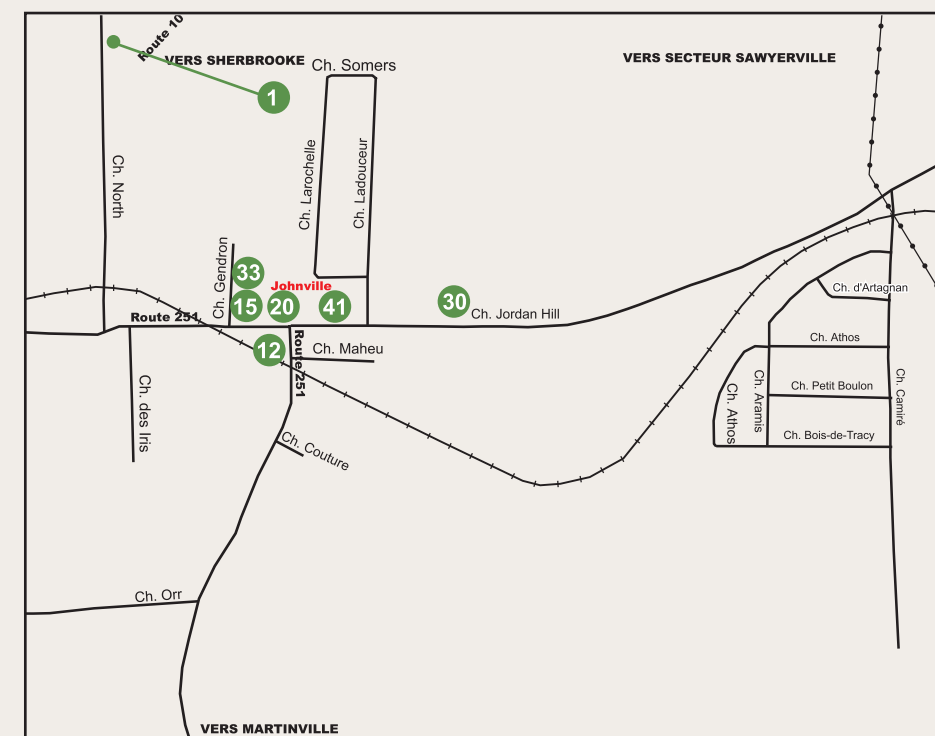 Route 10
VERS SHERBROOKE
VERS SECTEUR SAWYERVILLE
Ch. Somers
1
Ch. North
Ch. Larochelle
Ch. Ladouceur
Ch. Gendron
33
Johnville
15
20
41
30
Ch. Jordan Hill
Route 251
12
Route 251
Ch. Maheu
Ch. d'Artagnan
Ch. Athos
Ch. Petit Boulon
Ch. Bois-de-Tracy
Ch. Athos
Ch. Aramis
Ch. Camiré
Ch. des Iris
Ch. Couture
Ch. Orr
VERS MARTINVILLE